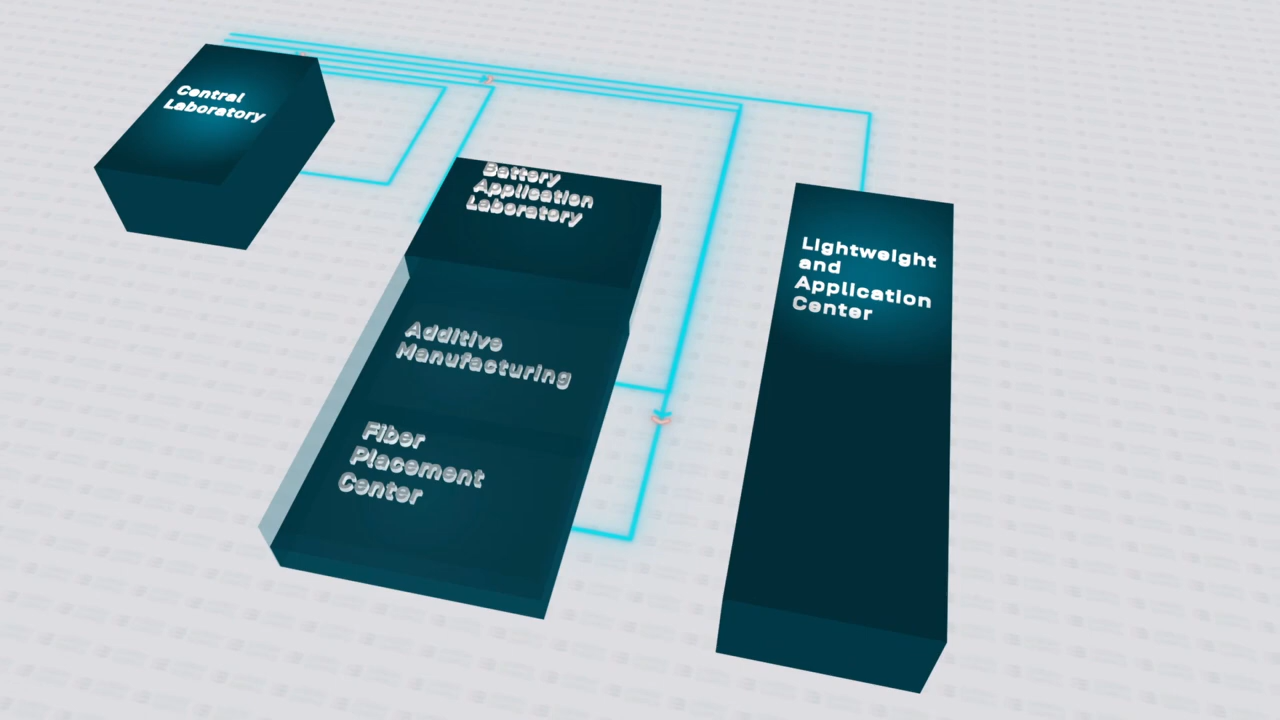 Central
Laboratory
Battery
Application
Laboratory
Additive
Manufacturing
Fiber
Placement
Center
Lightweight
and
Application
Center